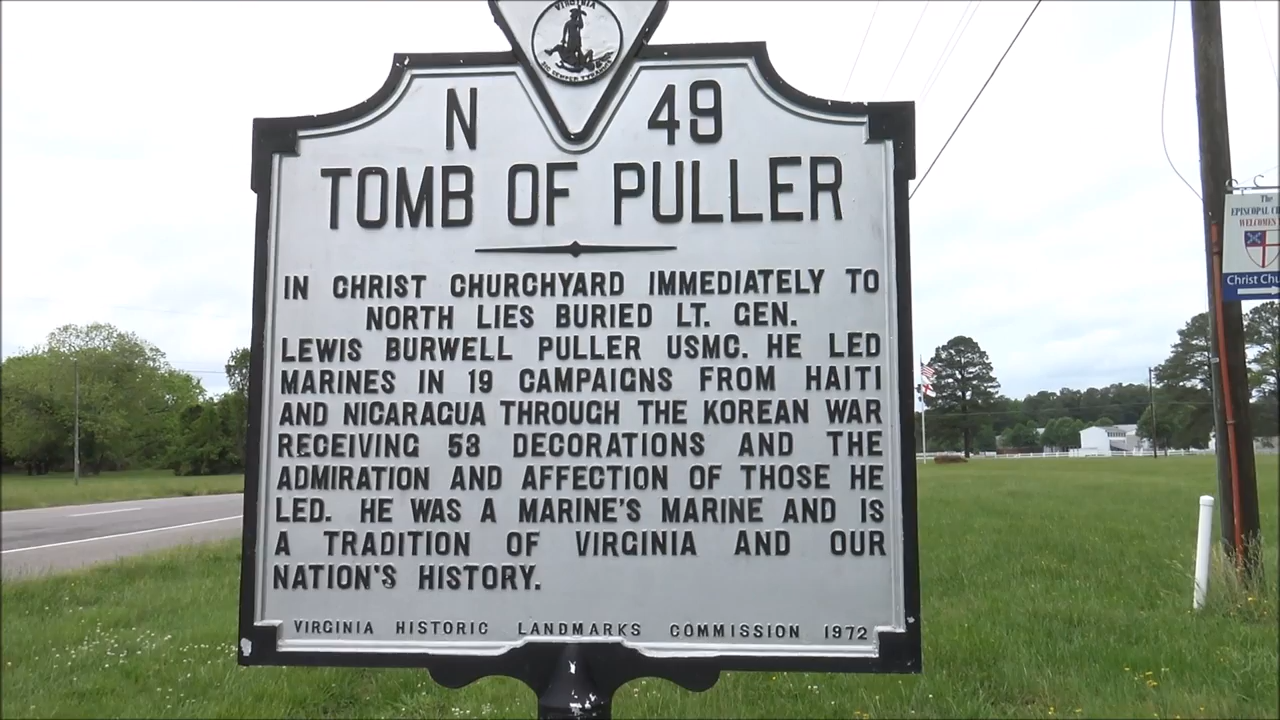 VIRGINIA
SIC SEMPER TYRANNIS
N 49
TOMB OF PULLER
IN CHRIST CHURCHYARD IMMEDIATELY TO
NORTH LIES BURIED LT. GEN.
LEWIS BURWELL PULLER USMC. HE LED
MARINES IN 19 CAMPAIGNS FROM HAITI
AND NICARAGUA THROUGH THE KOREAN WAR
RECEIVING 53 DECORATIONS AND THE
ADMIRATION AND AFFECTION OF THOSE HE
LED. HE WAS A MARINE'S MARINE AND IS
A TRADITION OF VIRGINIA AND OUR
NATION'S HISTORY.
VIRGINIA HISTORIC LANDMARKS COMMISSION 1972
The
EPISCOPAL
WELCOMES
Christ